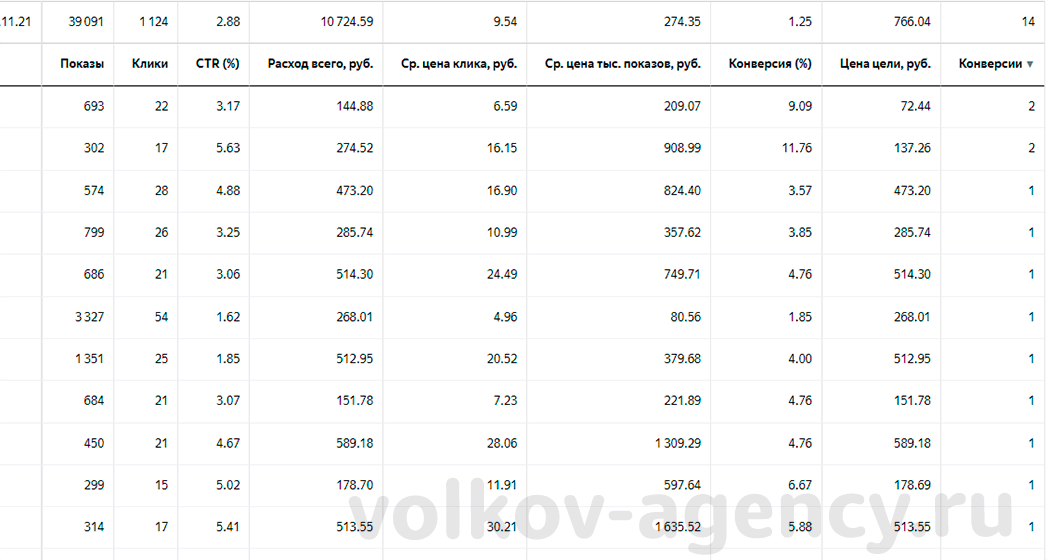 .11.21 39 091 1 124 2.88 10 724.59 9.54 274.35 1.25 766.04 14
Показы Клики CTR (%) Расход всего, руб. Ср. цена клика, руб. Ср. цена тыс. показов, руб. Конверсия (%) Цена цели, руб. Конверсии ▼
693 22 3.17 144.88 6.59 209.07 9.09 72.44 2
302 17 5.63 274.52 16.15 908.99 11.76 137.26 2
574 28 4.88 473.20 16.90 824.40 3.57 473.20 1
799 26 3.25 285.74 10.99 357.62 3.85 285.74 1
686 21 3.06 514.30 24.49 749.71 4.76 514.30 1
3 327 54 1.62 268.01 4.96 80.56 1.85 268.01 1
1 351 25 1.85 512.95 20.52 379.68 4.00 512.95 1
684 21 3.07 151.78 7.23 221.89 4.76 151.78 1
450 21 4.67 589.18 28.06 1 309.29 4.76 589.18 1
299 15 5.02 178.70 11.91 597.64 6.67 178.69 1
314 17 5.41 513.55 30.21 1 635.52 5.88 513.55 1
volkov-agency.ru